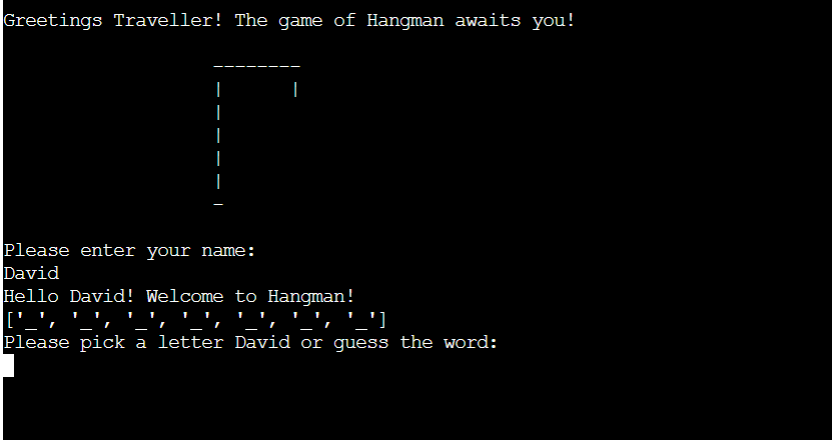 Greetings Traveller! The game of Hangman awaits you!
--------
|      |
|
|
|
|
-
Please enter your name:
David
Hello David! Welcome to Hangman!
['_', '_', '_', '_', '_', '_', '_']
Please pick a letter David or guess the word: